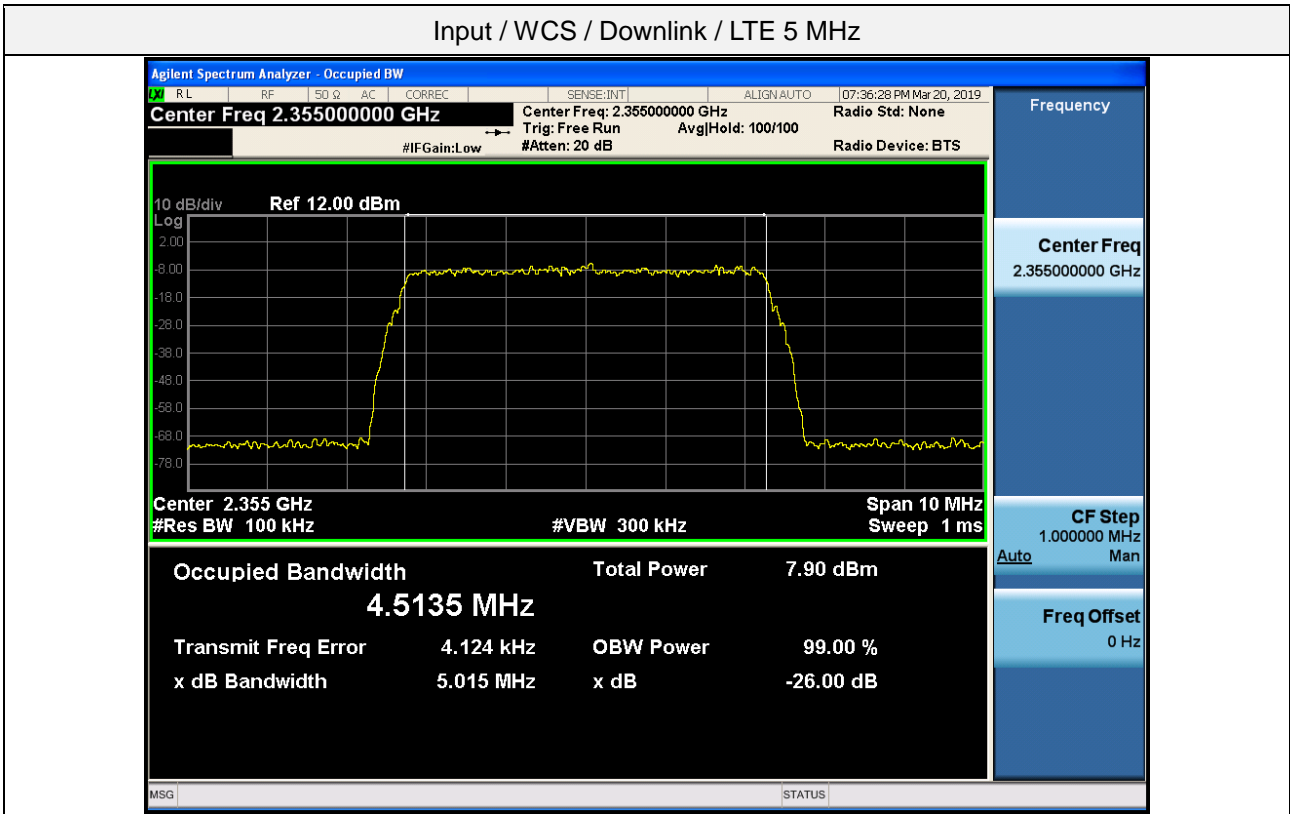 Input / WCS / Downlink / LTE 5 MHz
Agilent Spectrum Analyzer - Occupied BW
LXI RL RF 50 Ω AC CORREC SENSE:INT ALIGN AUTO 07:36:28 PM Mar 20, 2019
Center Freq 2.355000000 GHz
Center Freq: 2.355000000 GHz
Radio Std: None
Trig: Free Run Avg|Hold: 100/100
#IFGain:Low
#Atten: 20 dB
Radio Device: BTS
Frequency
10 dB/div Ref 12.00 dBm
Log
2.00
-8.00
-18.0
-28.0
-38.0
-48.0
-58.0
-68.0
-78.0
Center 2.355 GHz Span 10 MHz
#Res BW 100 kHz #VBW 300 kHz Sweep 1 ms
Center Freq
2.355000000 GHz
CF Step
1.000000 MHz
Auto Man
Freq Offset
0 Hz
Occupied Bandwidth Total Power 7.90 dBm
4.5135 MHz
Transmit Freq Error 4.124 kHz OBW Power 99.00 %
x dB Bandwidth 5.015 MHz x dB -26.00 dB
MSG STATUS